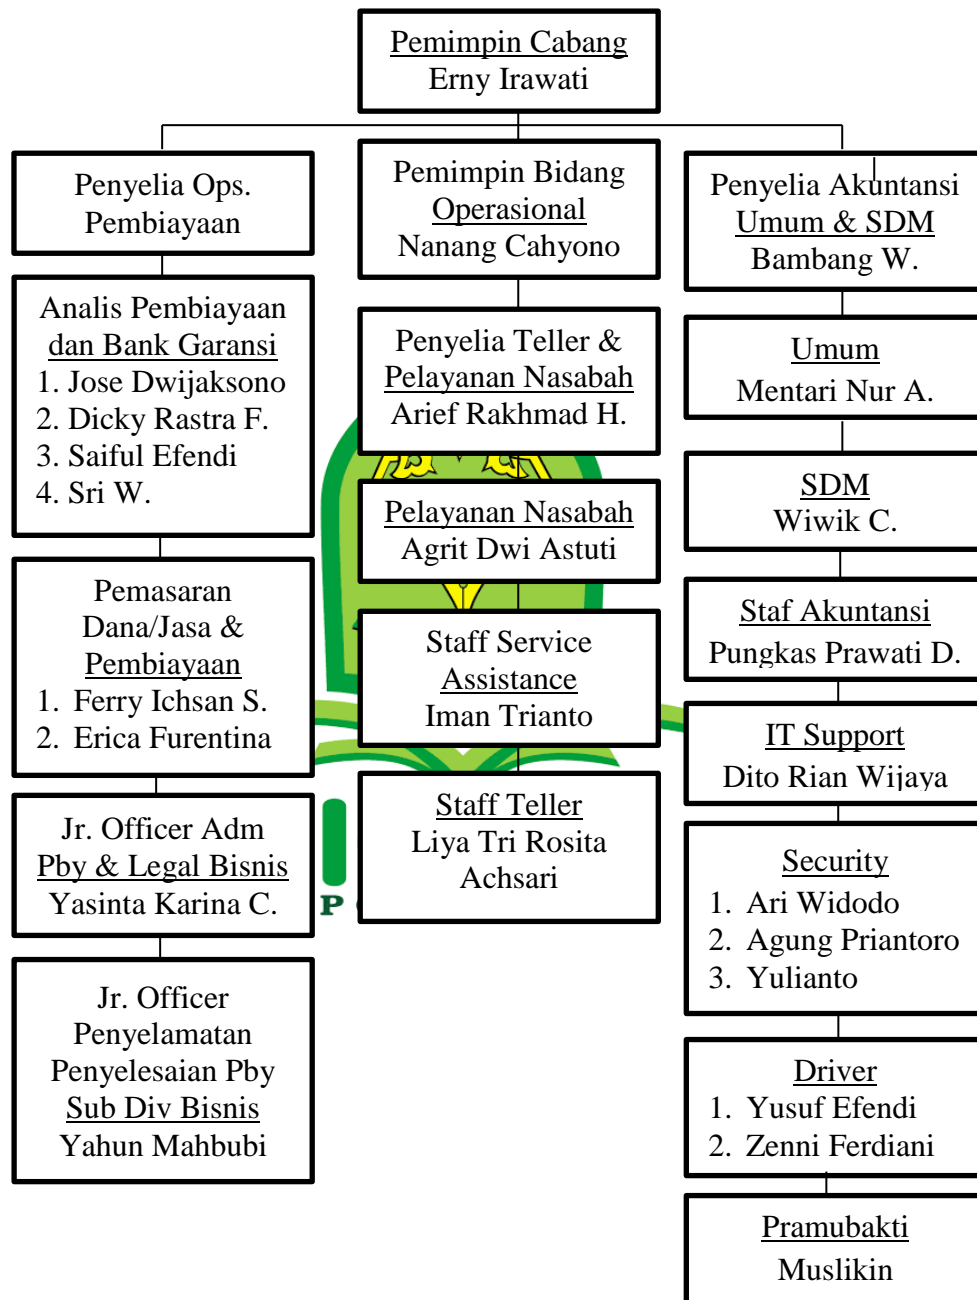 Pemimpin Cabang
Erny Irawati
Penyelia Ops.
Pembiayaan
Analis Pembiayaan
dan Bank Garansi
1. Jose Dwijaksono
2. Dicky Rastra F.
3. Saiful Efendi
4. Sri W.
Pemasaran
Dana/Jasa &
Pembiayaan
1. Ferry Ichsan S.
2. Erica Furentina
Jr. Officer Adm
Pby & Legal Bisnis
Yasinta Karina C.
Jr. Officer
Penyelamatan
Penyelesaian Pby
Sub Div Bisnis
Yahun Mahbubi
Pemimpin Bidang
Operasional
Nanang Cahyono
Penyelia Teller &
Pelayanan Nasabah
Arief Rakhmad H.
Pelayanan Nasabah
Agrit Dwi Astuti
Staff Service
Assistance
Iman Trianto
Staff Teller
Liya Tri Rosita
Achsari
Penyelia Akuntansi
Umum & SDM
Bambang W.
Umum
Mentari Nur A.
SDM
Wiwik C.
Staf Akuntansi
Pungkas Prawati D.
IT Support
Dito Rian Wijaya
Security
1. Ari Widodo
2. Agung Priantoro
3. Yulianto
Driver
1. Yusuf Efendi
2. Zenni Ferdiani
Pramubakti
Muslikin
P